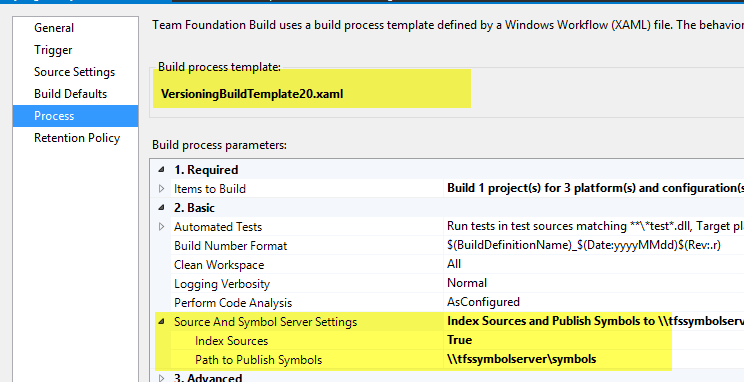 General
Trigger
Source Settings
Build Defaults
Process
Retention Policy
Team Foundation Build uses a build process template defined by a Windows Workflow (XAML) file. The behavior
Build process template:
VersioningBuildTemplate20.xaml
Build process parameters:
1. Required
Items to Build Build 1 project(s) for 3 platform(s) and configuration(s
2. Basic
Automated Tests Run tests in test sources matching **\*test*.dll, Target pl
Build Number Format $(BuildDefinitionName)_$(Date:yyyyMMdd)$(Rev:.r)
Clean Workspace All
Logging Verbosity Normal
Perform Code Analysis AsConfigured
Source And Symbol Server Settings Index Sources and Publish Symbols to \\tfssymbolserv
Index Sources True
Path to Publish Symbols \\tfssymbolserver\symbols
3. Advanced